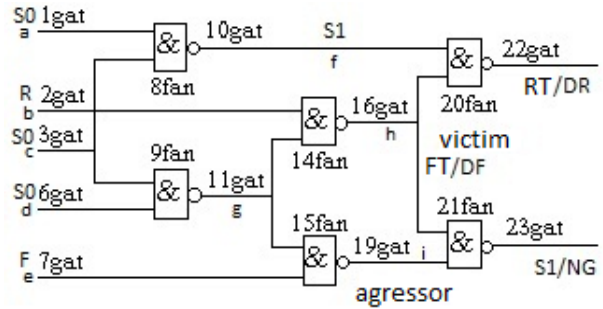 S0 1gat
a
&
10gat
S1
f
8fan
&
22gat
RT/DR
20fan
R 2gat
b
&
16gat
h
14fan
victim
FT/DF
S0 3gat
c
9fan
&
11gat
g
S0 6gat
d
15fan
&
19gat
i
21fan
&
23gat
S1/NG
F 7gat
e
agressor